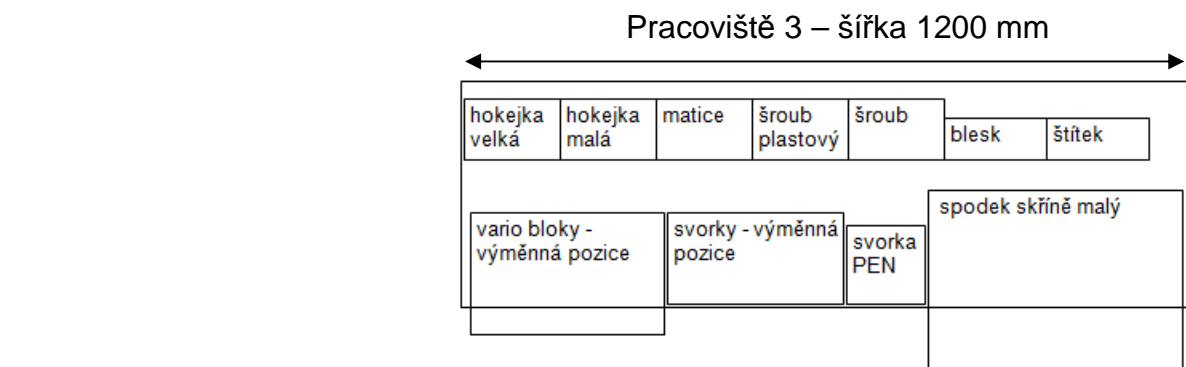 Pracoviště 3 – šířka 1200 mm
hokejka
velká
hokejka
malá
matice
šroub
plastový
šroub
blesk
štítek
vario bloky -
výměnná pozice
svorky - výměnná
pozice
svorka
PEN
spodek skříně malý